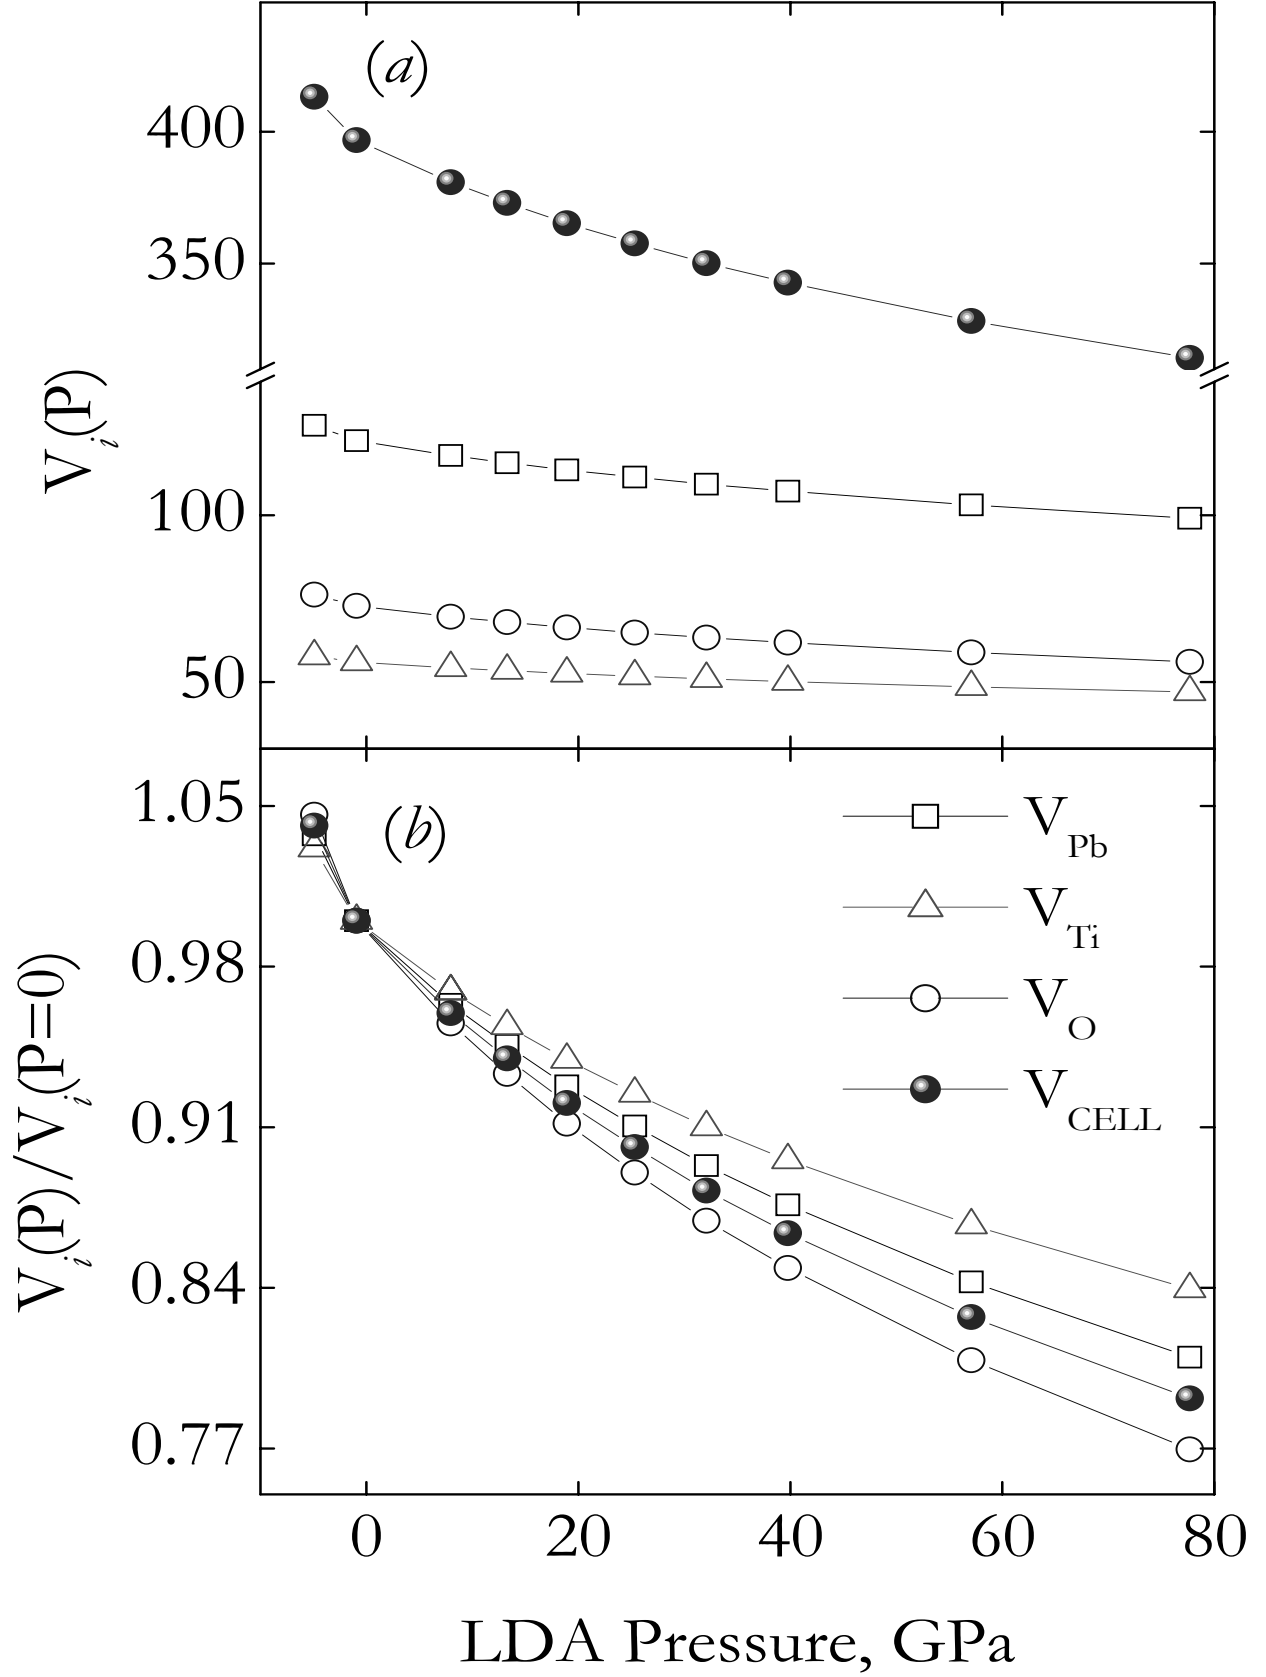 (a)
400
350
100
50
V_i(P)
(b)
1.05
0.98
0.91
0.84
0.77
V_i(P)/V_i(P=0)
V_Pb
V_Ti
V_O
V_CELL
0 20 40 60 80
LDA Pressure, GPa